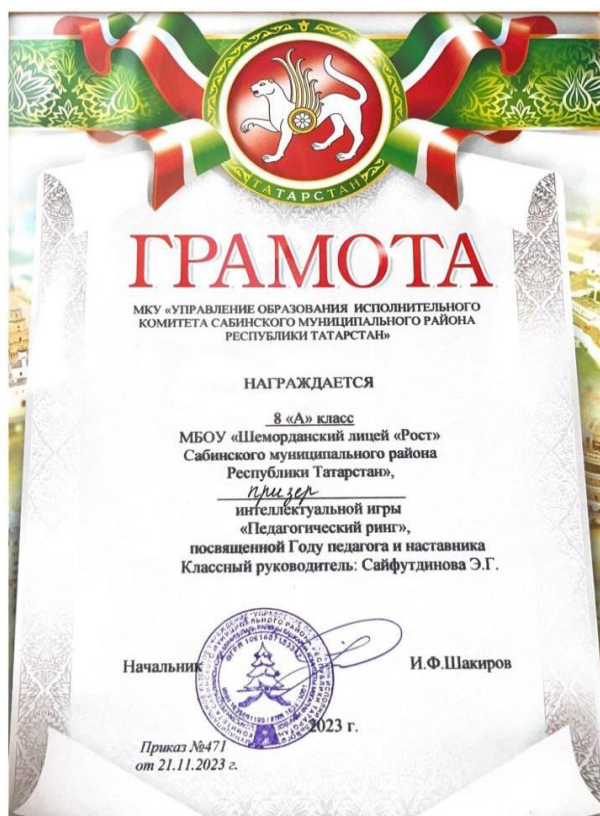 ТАТАРСТАН
ГРАМОТА
МКУ «УПРАВЛЕНИЕ ОБРАЗОВАНИЯ ИСПОЛНИТЕЛЬНОГО
КОМИТЕТА САБИНСКОГО МУНИЦИПАЛЬНОГО РАЙОНА
РЕСПУБЛИКИ ТАТАРСТАН»
НАГРАЖДАЕТСЯ
8 «А» класс
МБОУ «Шеморданский лицей «Рост»
Сабинского муниципального района
Республики Татарстан»,
призер
интеллектуальной игры
«Педагогический ринг»,
посвященной Году педагога и наставника
Классный руководитель: Сайфутдинова Э.Г.
Начальник И.Ф.Шакиров
2023 г.
Приказ №471
от 21.11.2023 г.